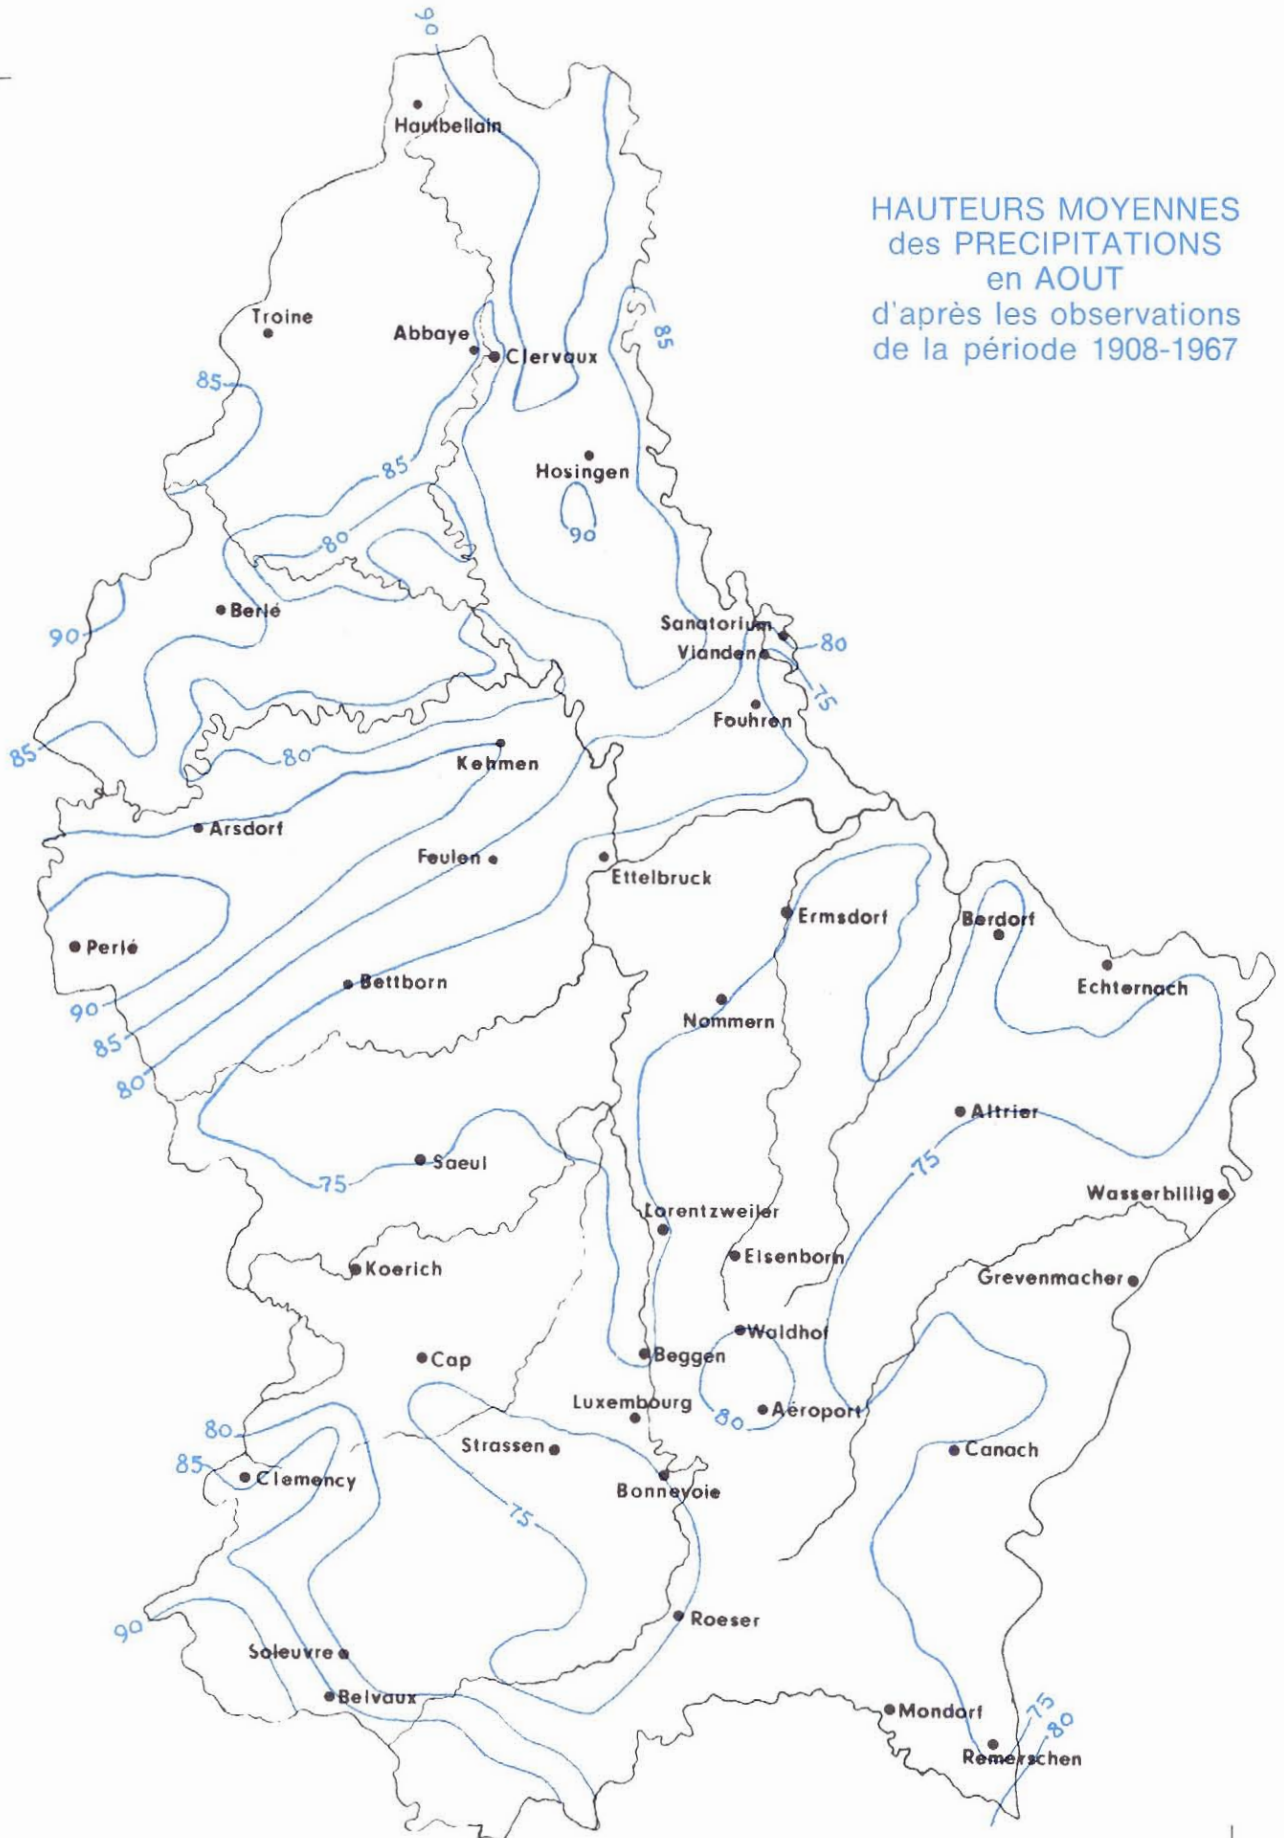 90
Hautbellain
HAUTEURS MOYENNES
des PRECIPITATIONS
en AOUT
d'après les observations
de la période 1908-1967
Troine
Abbaye
85
Clervaux
85
85
Hosingen
90
80
Berlé
90
Sanatorium
80
Vianden
75
Fouhren
85
80
Kehmen
Arsdorf
Feulen
Ettelbruck
Ermsdorf
Berdorf
Perlé
Echternach
Bettborn
90
Nommern
85
80
Altrier
75
Saeul
75
Wasserbillig
Lorentzweiler
Eisenborn
Koerich
Grevenmacher
Waldhof
Beggen
Cap
Luxembourg
80
Aéroport
80
Strassen
Canach
85
Clemency
Bonnevoie
75
90
Roeser
Soleuvre
Belvaux
Mondorf
75
80
Remerschen